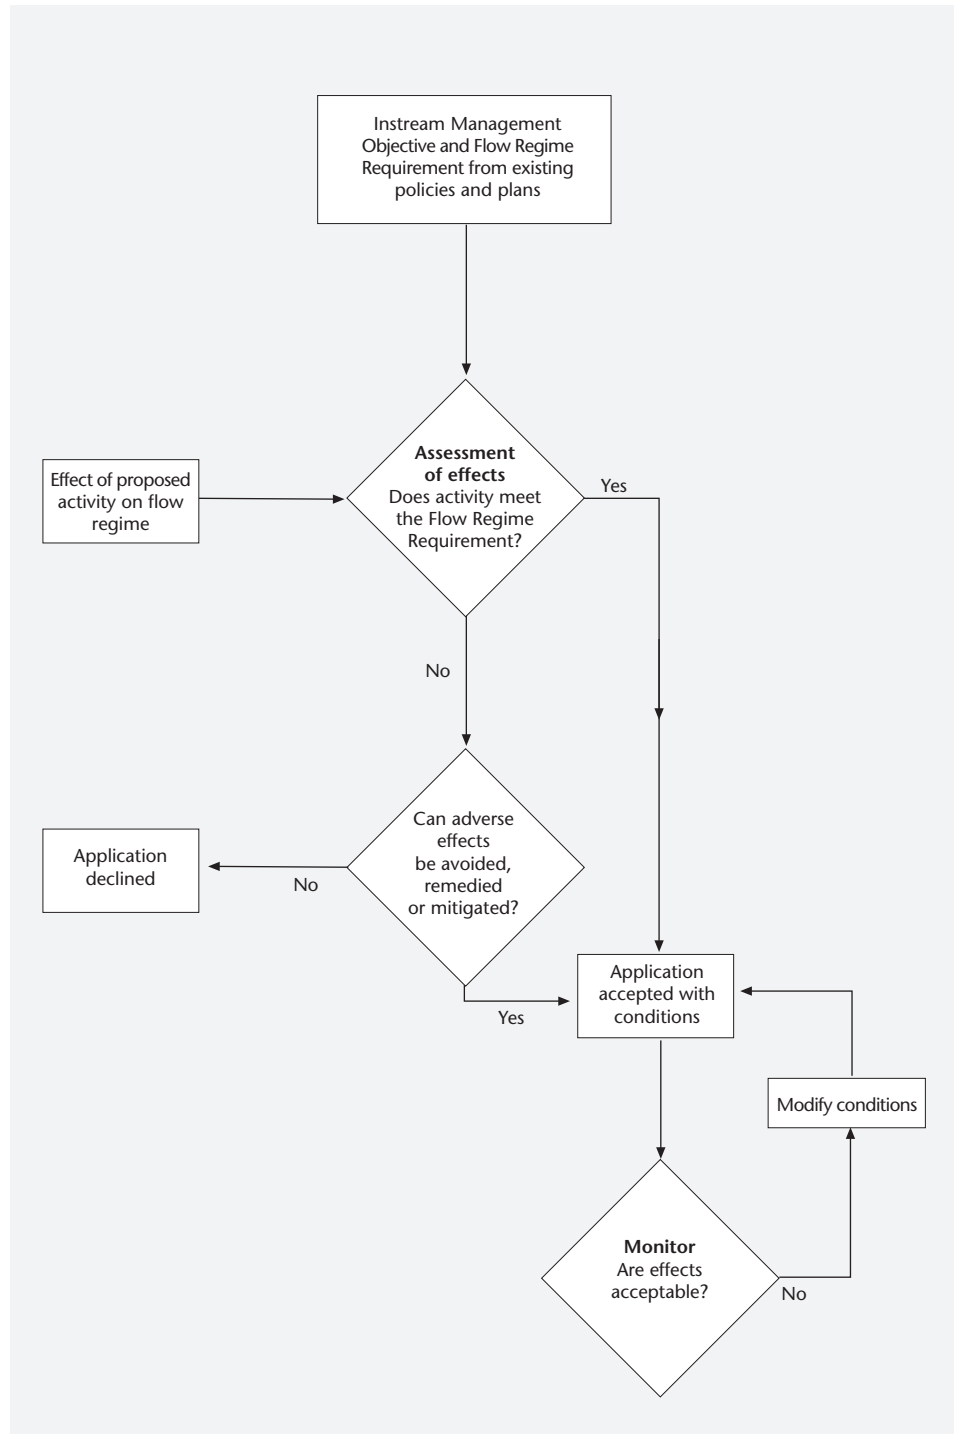 Instream Management
Objective and Flow Regime
Requirement from existing
policies and plans
Assessment
of effects
Does activity meet
the Flow Regime
Requirement?
Yes
Effect of proposed
activity on flow
regime
No
Can adverse
effects
be avoided,
remedied
or mitigated?
Application
declined
No
Yes
Application
accepted with
conditions
Modify conditions
Monitor
Are effects
acceptable?
No